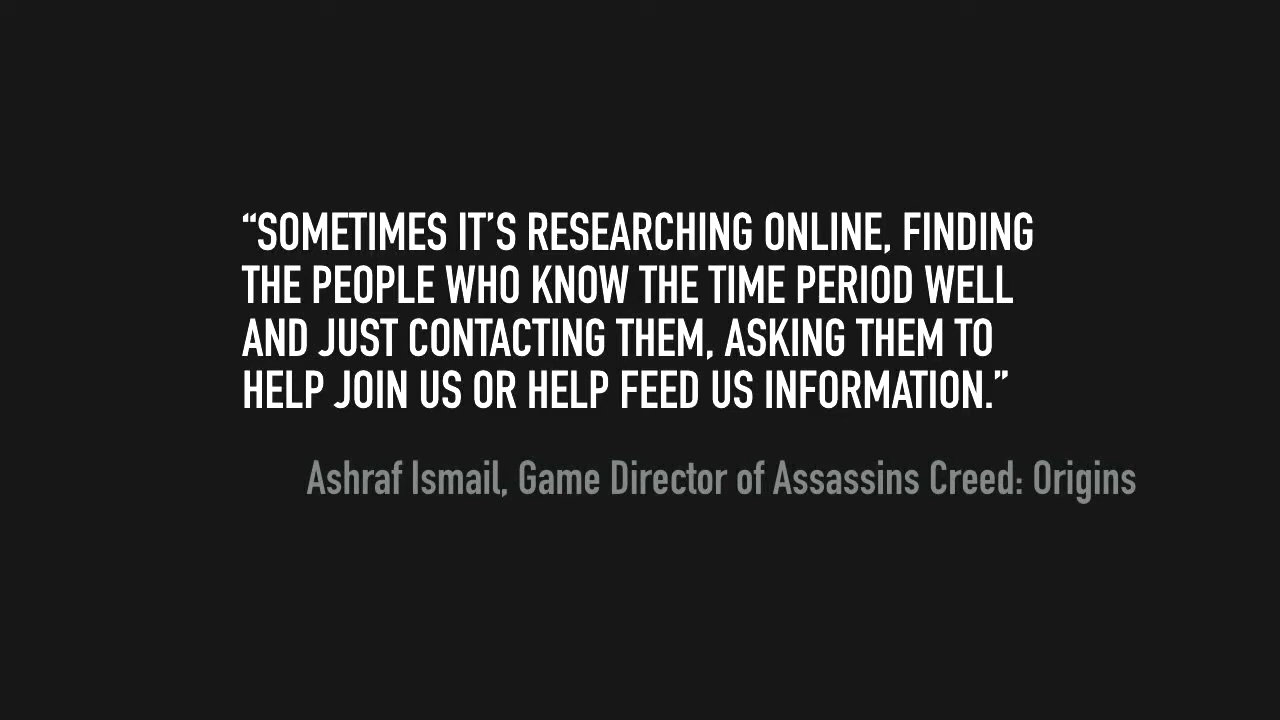 “SOMETIMES IT’S RESEARCHING ONLINE, FINDING
THE PEOPLE WHO KNOW THE TIME PERIOD WELL
AND JUST CONTACTING THEM, ASKING THEM TO
HELP JOIN US OR HELP FEED US INFORMATION.”
Ashraf Ismail, Game Director of Assassins Creed: Origins